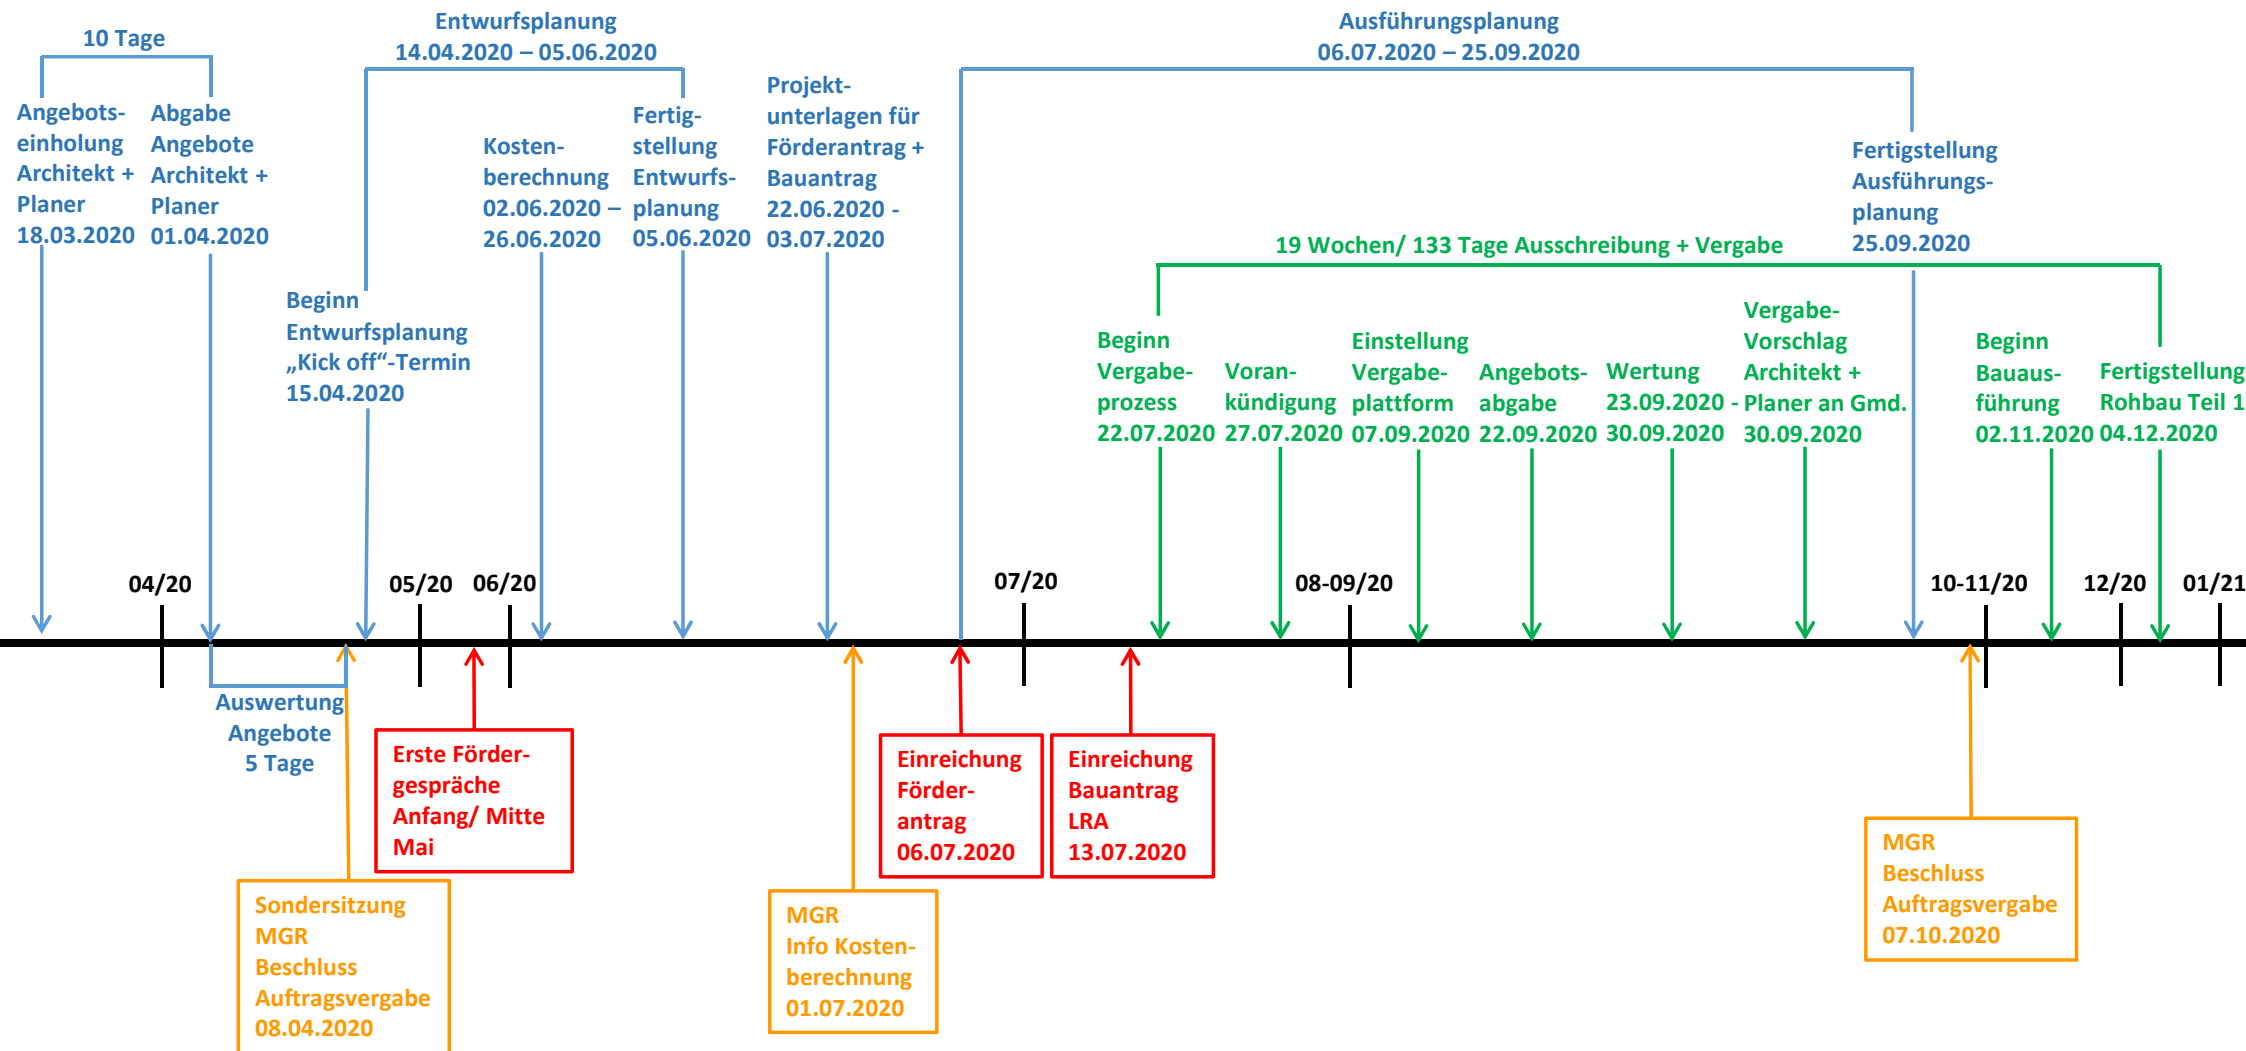 10 Tage
Entwurfsplanung
14.04.2020 – 05.06.2020
Ausführungsplanung
06.07.2020 – 25.09.2020
Angebots-
einholung
Architekt +
Planer
18.03.2020
Abgabe
Angebote
Architekt +
Planer
01.04.2020
Beginn
Entwurfsplanung
„Kick off“-Termin
15.04.2020
Kosten-
berechnung
02.06.2020 –
26.06.2020
Fertig-
stellung
Entwurfs-
planung
05.06.2020
Projekt-
unterlagen für
Förderantrag +
Bauantrag
22.06.2020 -
03.07.2020
Fertigstellung
Ausführungs-
planung
25.09.2020
19 Wochen/ 133 Tage Ausschreibung + Vergabe
Beginn
Vergabe-
prozess
22.07.2020
Voran-
kündigung
27.07.2020
Einstellung
Vergabe-
plattform
07.09.2020
Angebots-
abgabe
22.09.2020
Wertung
23.09.2020 -
30.09.2020
Vergabe-
Vorschlag
Architekt +
Planer an Gmd.
30.09.2020
Beginn
Bauaus-
führung
02.11.2020
Fertigstellung
Rohbau Teil 1
04.12.2020
04/20
05/20
06/20
07/20
08-09/20
10-11/20
12/20
01/21
Auswertung
Angebote
5 Tage
Sondersitzung
MGR
Beschluss
Auftragsvergabe
08.04.2020
Erste Förder-
gespräche
Anfang/ Mitte
Mai
MGR
Info Kosten-
berechnung
01.07.2020
Einreichung
Förder-
antrag
06.07.2020
Einreichung
Bauantrag
LRA
13.07.2020
MGR
Beschluss
Auftragsvergabe
07.10.2020